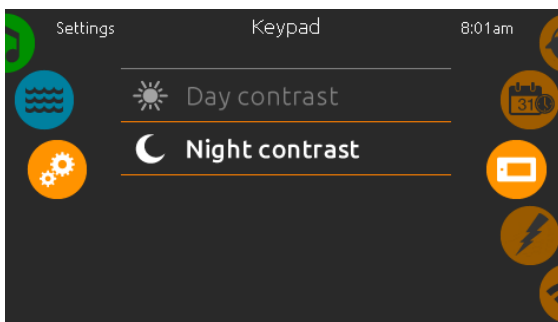 Settings
Keypad
8:01am
Day contrast
31
Night contrast